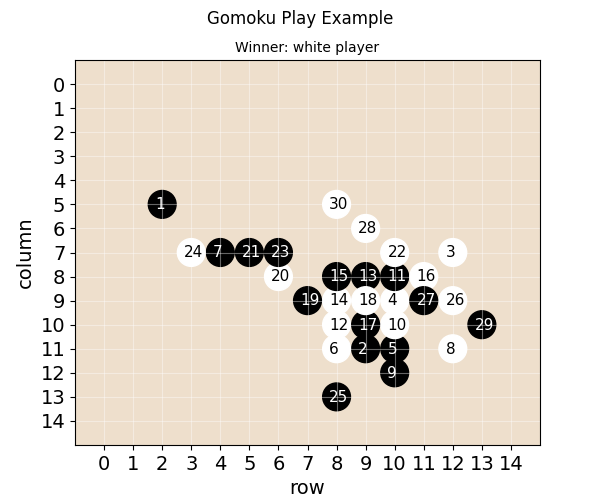 Gomoku Play Example
Winner: white player
column
0
1
2
3
4
5 1 30
6 28
7 24 7 21 23 22 3
8 20 15 13 11 16
9 19 14 18 4 27 26
10 12 17 10 29
11 6 2 5 8
12 9
13 25
14
0 1 2 3 4 5 6 7 8 9 10 11 12 13 14
row